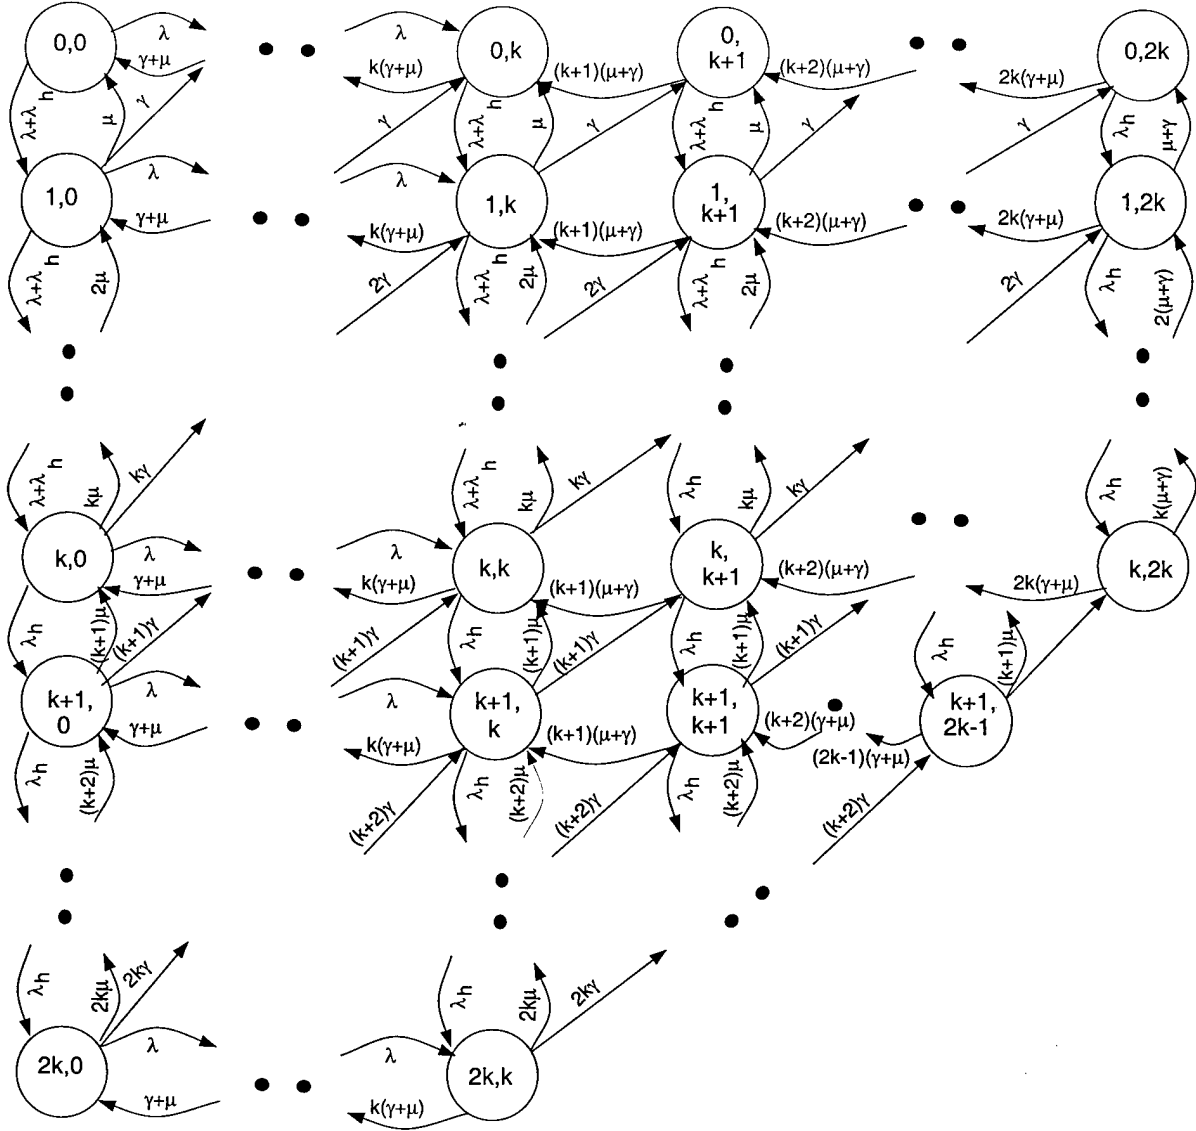 0,0
λ
γ+μ
λ
k(γ+μ)
0,k
(k+1)(μ+γ)
0,
k+1
(k+2)(μ+γ)
2k(γ+μ)
0,2k
λ+λh
μ
γ
γ
λ+λh
μ
γ
λ+λh
μ
γ
γ
λh
μ+γ
1,0
λ
γ+μ
λ
k(γ+μ)
1,k
(k+1)(μ+γ)
1,
k+1
(k+2)(μ+γ)
2k(γ+μ)
1,2k
λ+λh
2μ
2γ
λ+λh
2μ
2γ
λ+λh
2μ
2γ
λh
2(μ+γ)
λ+λh
kμ
kγ
λ+λh
kμ
kγ
λh
kμ
kγ
λh
k(μ+γ)
k,0
λ
γ+μ
λ
k(γ+μ)
k,k
(k+1)(μ+γ)
k,
k+1
(k+2)(μ+γ)
2k(γ+μ)
k,2k
λh
(k+1)μ
(k+1)γ
(k+1)γ
λh
(k+1)μ
(k+1)γ
λh
(k+1)μ
(k+1)γ
λh
(k+1)μ
k+1,
0
λ
γ+μ
λ
k(γ+μ)
k+1,
k
(k+1)(μ+γ)
k+1,
k+1
(k+2)(γ+μ)
(2k-1)(γ+μ)
k+1,
2k-1
λh
(k+2)μ
(k+2)γ
λh
(k+2)μ
(k+2)γ
λh
(k+2)μ
(k+2)γ
λh
2kμ
2kγ
λh
2kμ
2kγ
2k,0
λ
γ+μ
λ
k(γ+μ)
2k,k